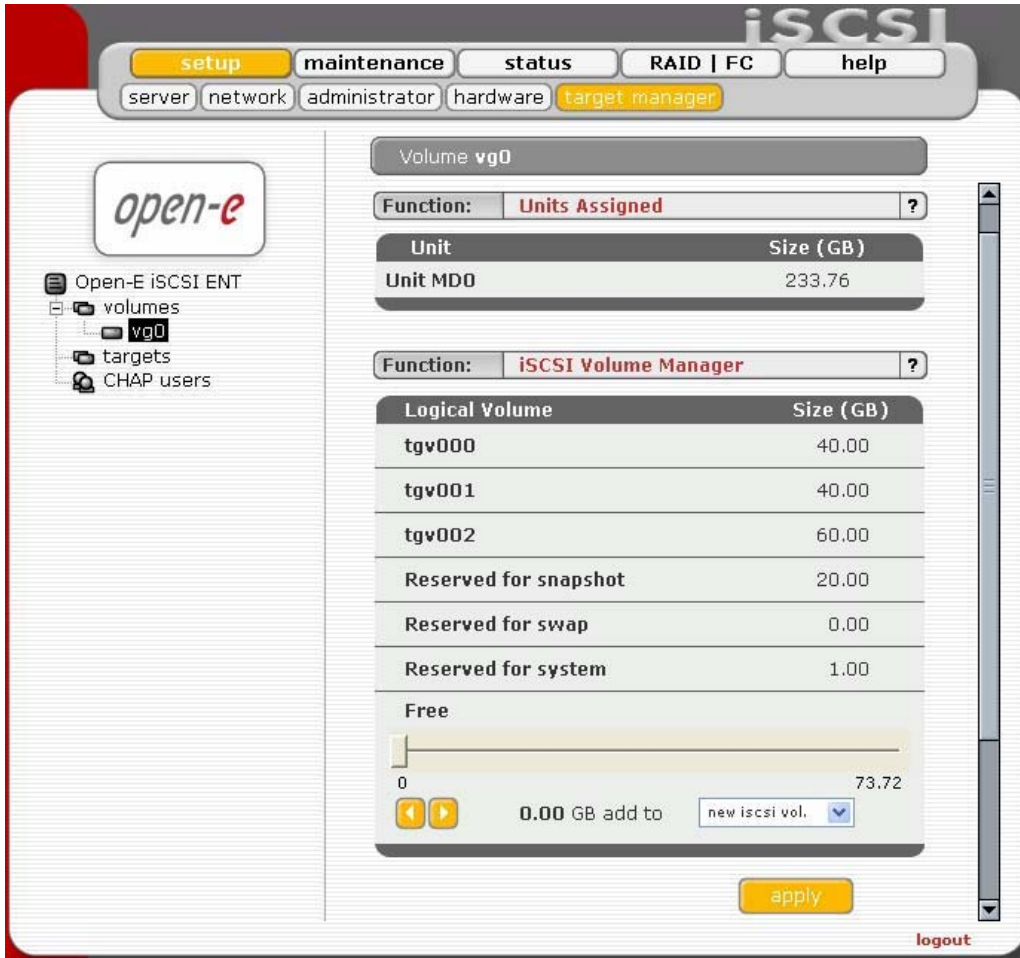 iSCSI
setup maintenance status RAID | FC help
server network administrator hardware target manager
open-e
Open-E iSCSI ENT
volumes
vg0
targets
CHAP users
Volume vg0
Function: Units Assigned ?
Unit Size (GB)
Unit MD0 233.76
Function: iSCSI Volume Manager ?
Logical Volume Size (GB)
tgv000 40.00
tgv001 40.00
tgv002 60.00
Reserved for snapshot 20.00
Reserved for swap 0.00
Reserved for system 1.00
Free
0 73.72
0.00 GB add to new iscsi vol.
apply
logout